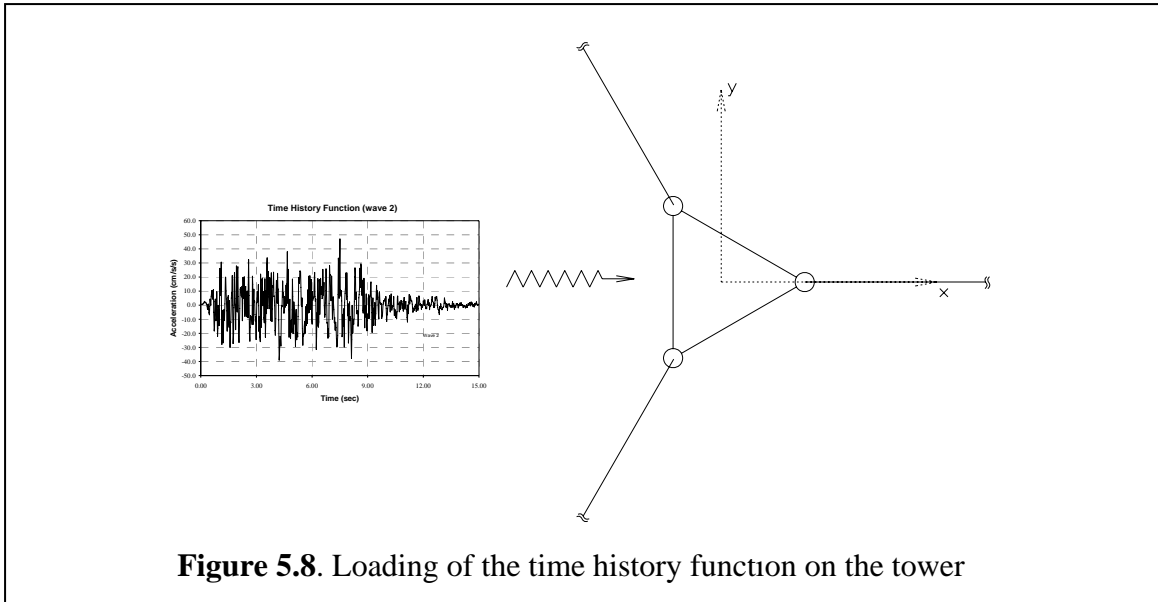 y
Time History Function (wave 2)
60.0
50.0
40.0
30.0
20.0
10.0
0.0
-10.0
-20.0
-30.0
-40.0
-50.0
Acceleration (cm/s/s)
Wave 2
0.00 3.00 6.00 9.00 12.00 15.00
Time (sec)
x
Figure 5.8. Loading of the time history function on the tower